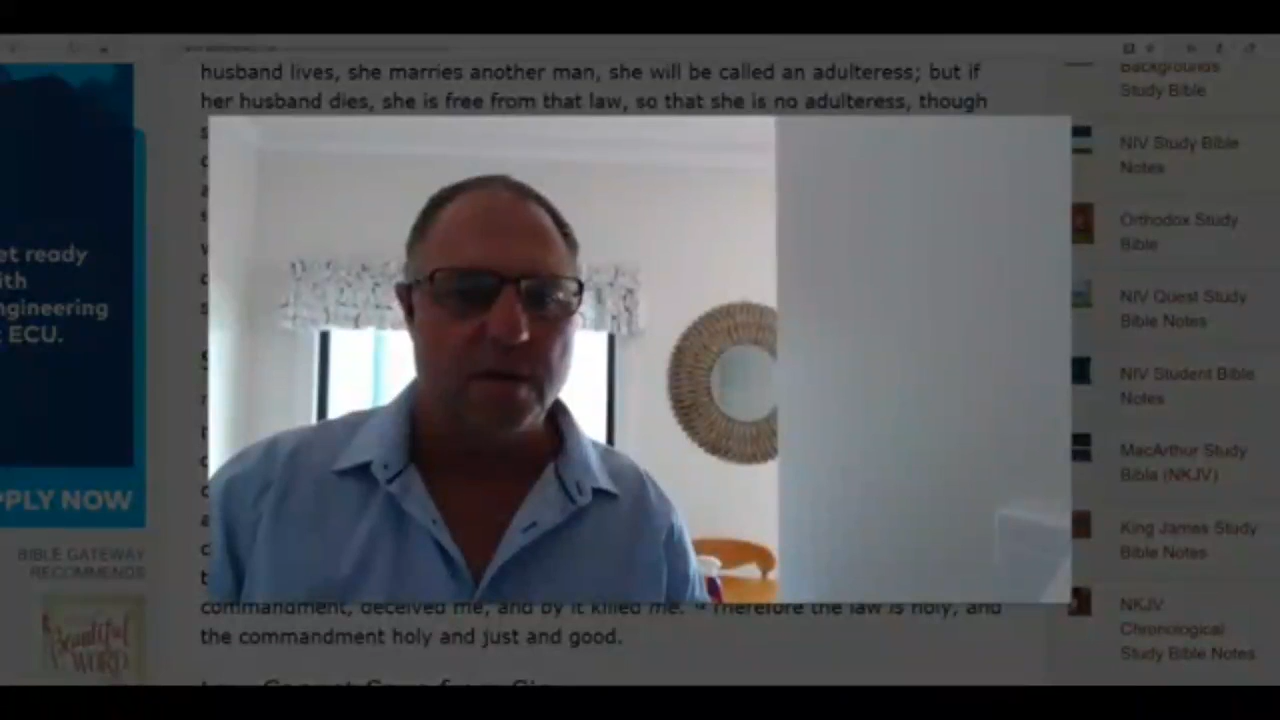 husband lives, she marries another man, she will be called an adulteress; but if
her husband dies, she is free from that law, so that she is no adulteress, though
commandment, deceived me, and by it killed me. Therefore the law is holy, and
the commandment holy and just and good.
et ready
ith
ngineering
ECU.
PPLY NOW
BIBLE GATEWAY
RECOMMENDS
Beautiful
WORD
Backgrounds
Study Bible
NIV Study Bible
Notes
Orthodox Study
Bible
NIV Quest Study
Bible Notes
NIV Student Bible
Notes
MacArthur Study
Bible (NKJV)
King James Study
Bible Notes
NKJV
Chronological
Study Bible Notes